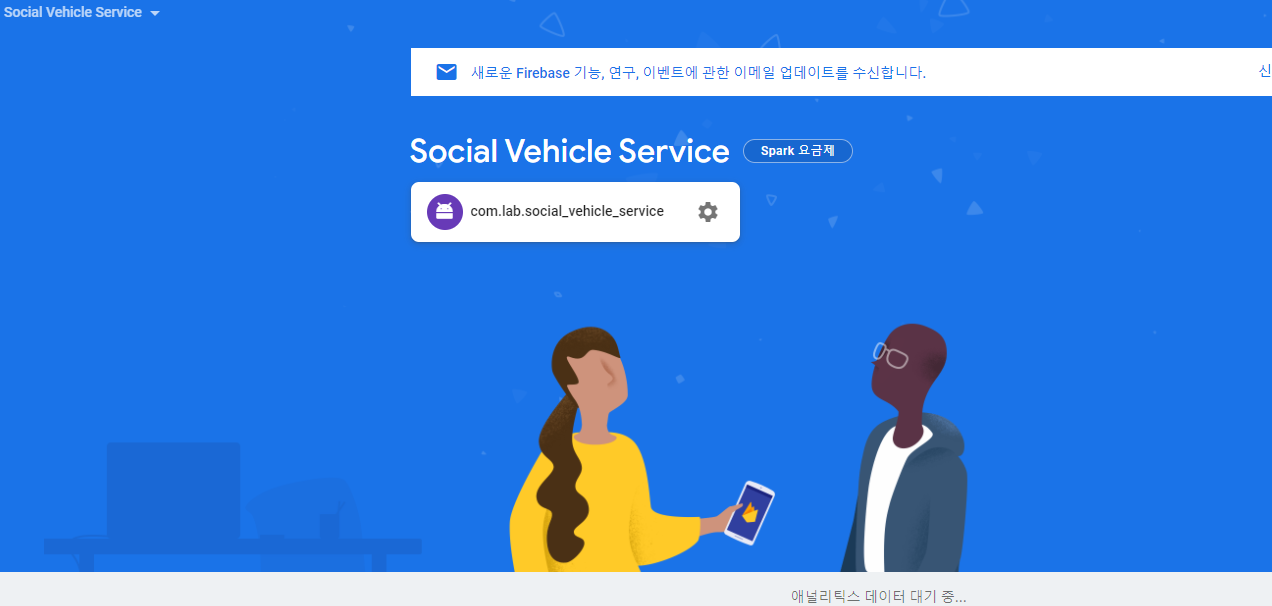 Social Vehicle Service
새로운 Firebase 기능, 연구, 이벤트에 관한 이메일 업데이트를 수신합니다.
신
Social Vehicle Service
Spark 요금제
com.lab.social_vehicle_service
애널리틱스 데이터 대기 중...